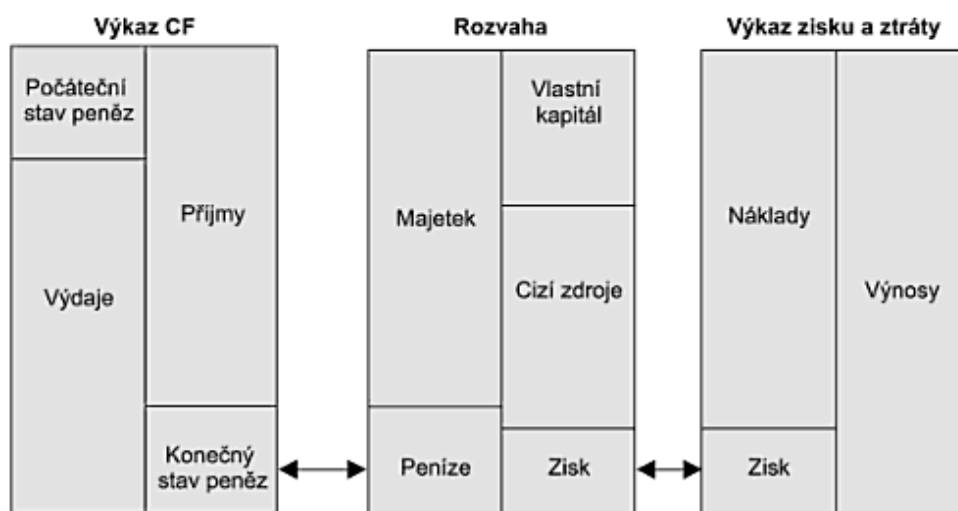 Výkaz CF
Rozvaha
Výkaz zisku a ztráty
Počáteční
stav peněz
Výdaje
Příjmy
Konečný
stav peněz
Majetek
Peníze
Vlastní
kapitál
Cizí zdroje
Zisk
Náklady
Zisk
Výnosy